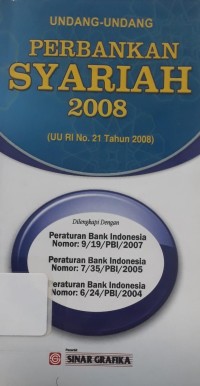 UNDANG-UNDANG
PERBANKAN
SYARIAH
2008
(UU RI No. 21 Tahun 2008)
Dilengkapi Dengan
Peraturan Bank Indonesia
Nomor: 9/19/PBI/2007
Peraturan Bank Indonesia
Nomor: 7/35/PBI/2005
Peraturan Bank Indonesia
Nomor: 6/24/PBI/2004
Penerbit
SINAR GRAFIKA